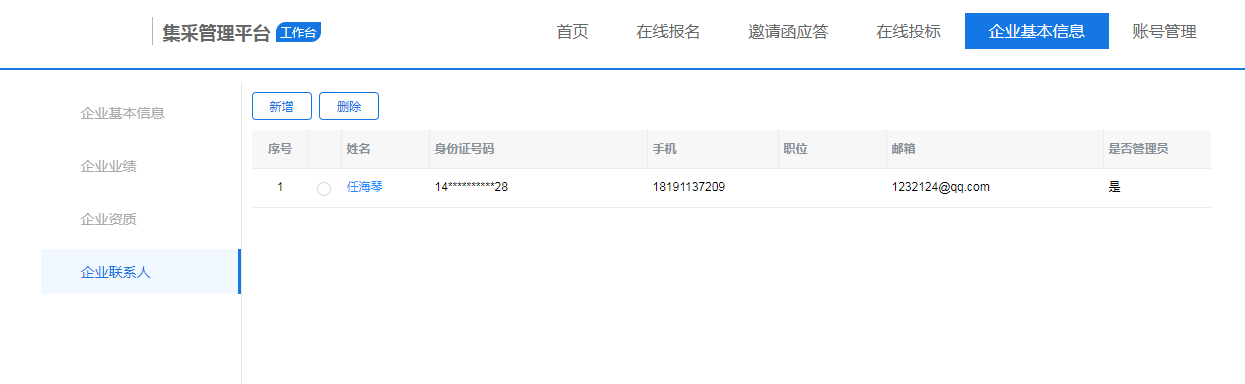 集采管理平台 工作台 首页 在线报名 邀请函应答 在线投标 企业基本信息 账号管理
企业基本信息
企业业绩
企业资质
企业联系人
新增 删除
序号 姓名 身份证号码 手机 职位 邮箱 是否管理员
1 任海琴 14**********28 18191137209 1232124@qq.com 是